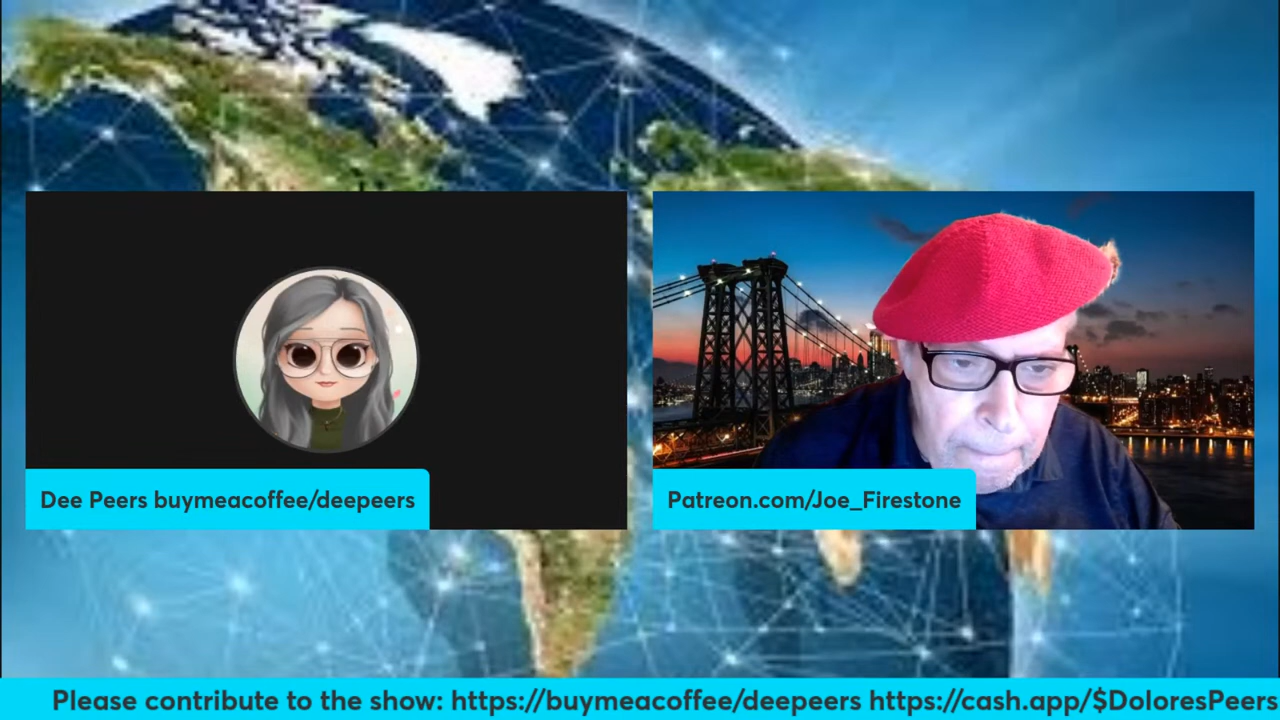 Dee Peers buymeacoffee/deepeers
Patreon.com/Joe_Firestone
Please contribute to the show: https://buymeacoffee/deepeers https://cash.app/$DoloresPeers